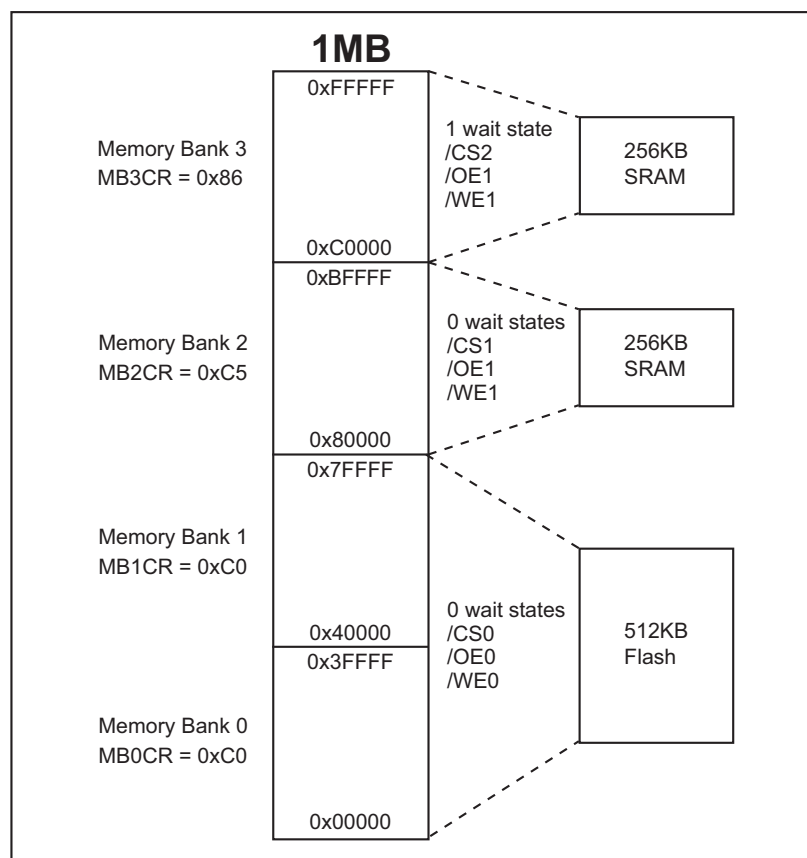 1MB
0xFFFFF
Memory Bank 3
MB3CR = 0x86
1 wait state
/CS2
/OE1
/WE1
256KB
SRAM
0xC0000
0xBFFFF
Memory Bank 2
MB2CR = 0xC5
0 wait states
/CS1
/OE1
/WE1
256KB
SRAM
0x80000
0x7FFFF
Memory Bank 1
MB1CR = 0xC0
0x40000
0x3FFFF
0 wait states
/CS0
/OE0
/WE0
512KB
Flash
Memory Bank 0
MB0CR = 0xC0
0x00000